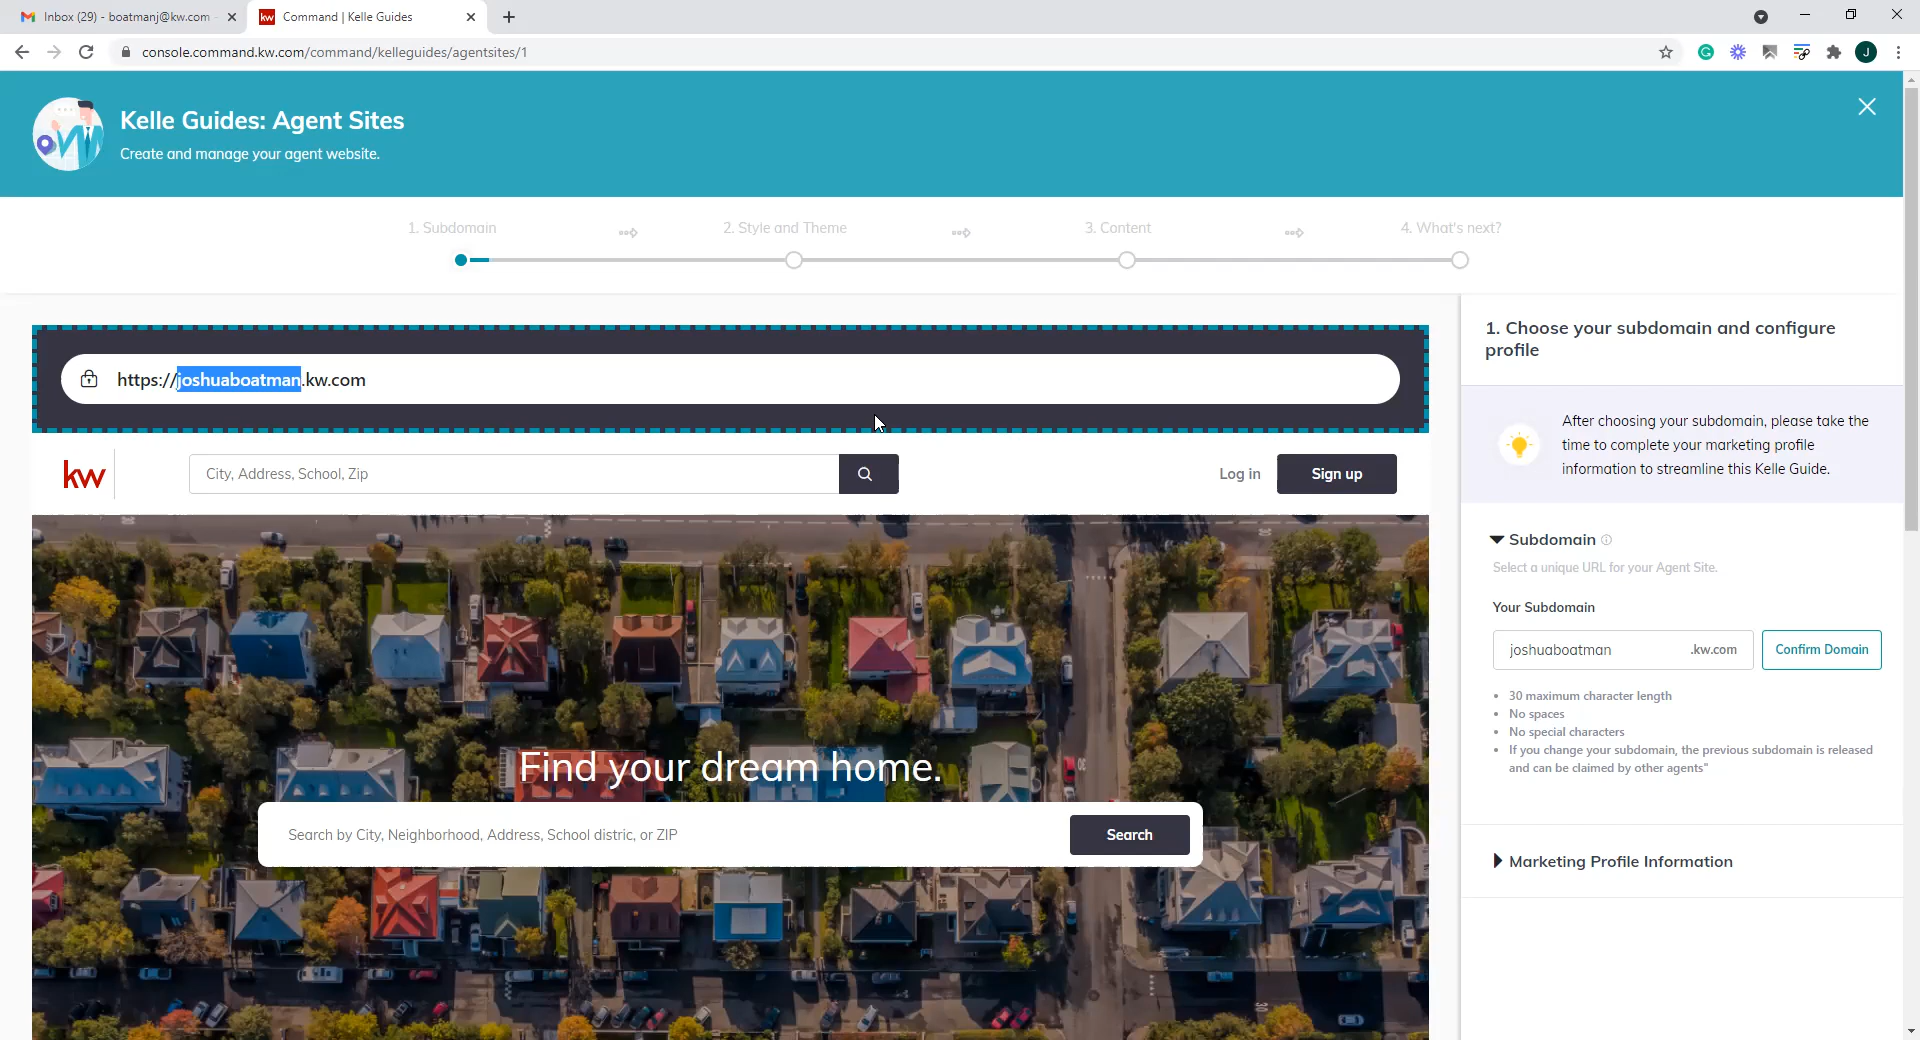 Inbox (29) - boatmanj@kw.com
Command | Kelle Guides
console.command.kw.com/command/kelleguides/agentsites/1
J
Kelle Guides: Agent Sites
Create and manage your agent website.
1. Subdomain
2. Style and Theme
3. Content
4. What's next?
https://joshuaboatman.kw.com
kw
City, Address, School, Zip
Log in
Sign up
Find your dream home.
Search by City, Neighborhood, Address, School distric, or ZIP
Search
1. Choose your subdomain and configure
profile
After choosing your subdomain, please take the
time to complete your marketing profile
information to streamline this Kelle Guide.
Subdomain
Select a unique URL for your Agent Site.
Your Subdomain
joshuaboatman .kw.com
Confirm Domain
• 30 maximum character length
• No spaces
• No special characters
• If you change your subdomain, the previous subdomain is released
and can be claimed by other agents"
Marketing Profile Information